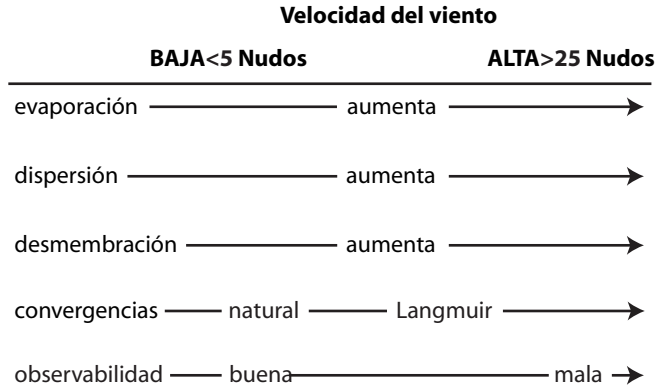 Velocidad del viento
BAJA<5 Nudos ALTA>25 Nudos
evaporación aumenta
dispersión aumenta
desmembración aumenta
convergencias natural Langmuir
observabilidad buena mala